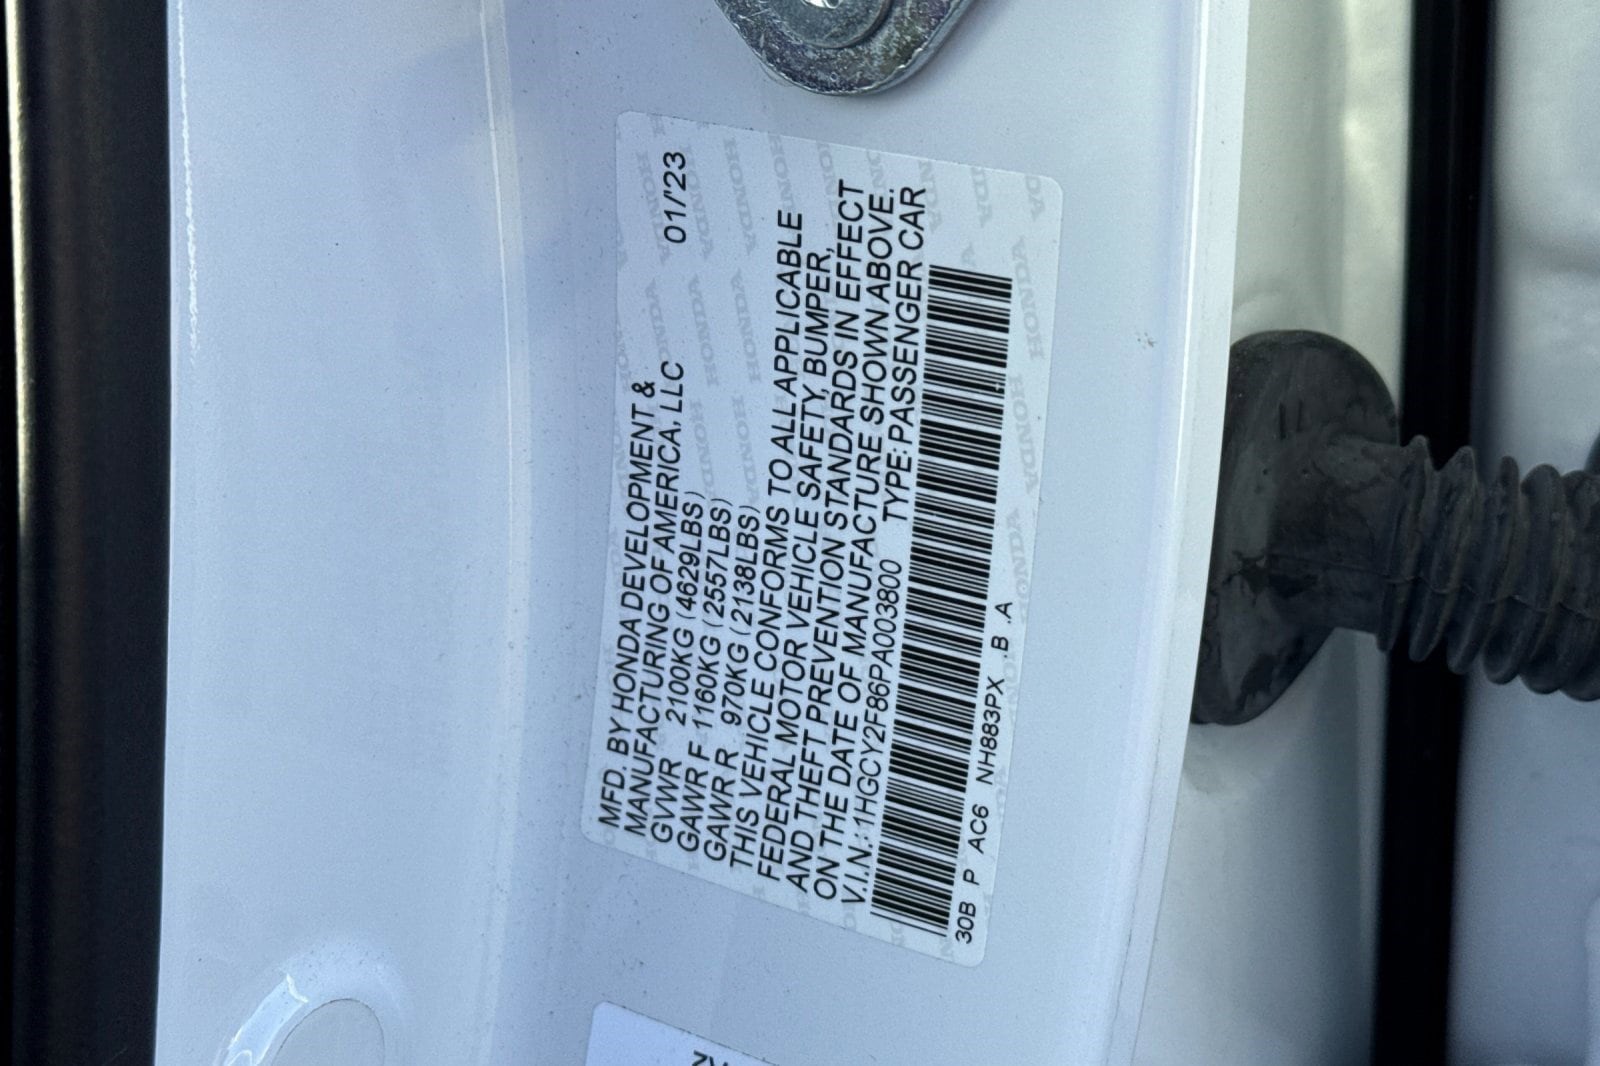 MFD. BY HONDA DEVELOPMENT &
MANUFACTURING OF AMERICA, LLC 01/'23
GVWR 2100KG (4629LBS)
GAWR F 1160KG (2557LBS)
GAWR R 970KG (2138LBS)
THIS VEHICLE CONFORMS TO ALL APPLICABLE
FEDERAL MOTOR VEHICLE SAFETY, BUMPER,
AND THEFT PREVENTION STANDARDS IN EFFECT
ON THE DATE OF MANUFACTURE SHOWN ABOVE.
V.I.N.: 1HGCY2F86PA003800 TYPE: PASSENGER CAR
30B P AC6 NH883PX .B .A